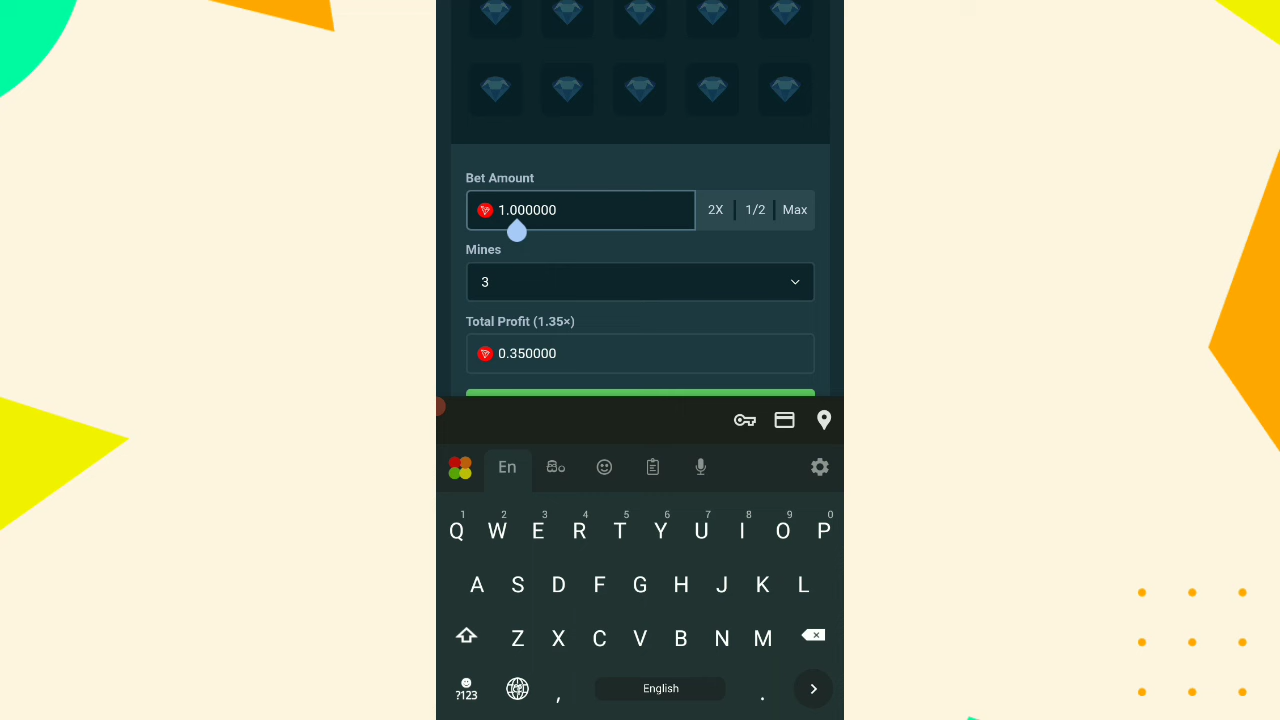 Bet Amount
1.000000 2X 1/2 Max
Mines
3
Total Profit (1.35×)
0.350000
En
1 2 3 4 5 6 7 8 9 0
Q W E R T Y U I O P
A S D F G H J K L
Z X C V B N M
?123 , English .